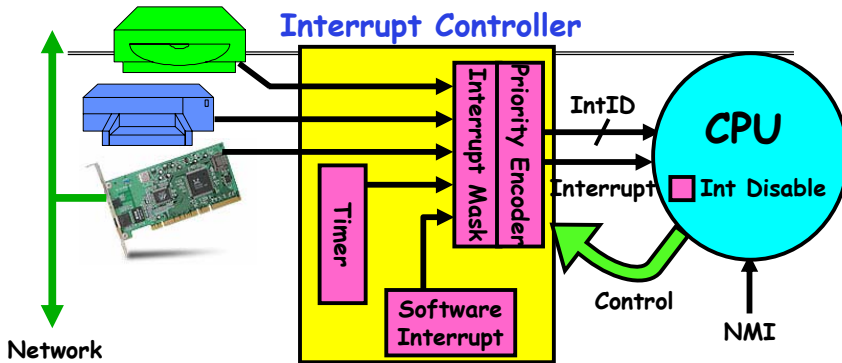 Interrupt Controller
Interrupt Mask
Priority Encoder
IntID
CPU
Interrupt
Int Disable
Timer
Software
Interrupt
Control
NMI
Network